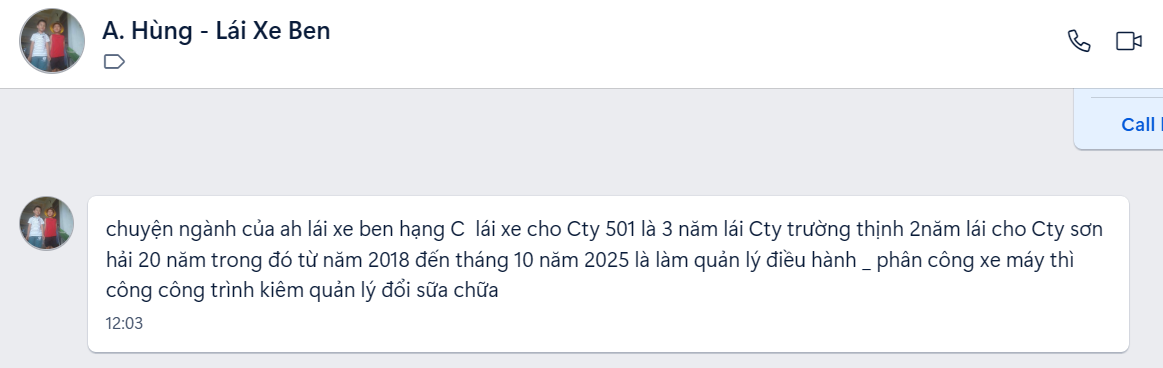 A. Hùng - Lái Xe Ben
Call
chuyện ngành của ah lái xe ben hạng C  lái xe cho Cty 501 là 3 năm lái Cty trường thịnh 2năm lái cho Cty sơn
hải 20 năm trong đó từ năm 2018 đến tháng 10 năm 2025 là làm quản lý điều hành _ phân công xe máy thì
công công trình kiêm quản lý đổi sữa chữa
12:03